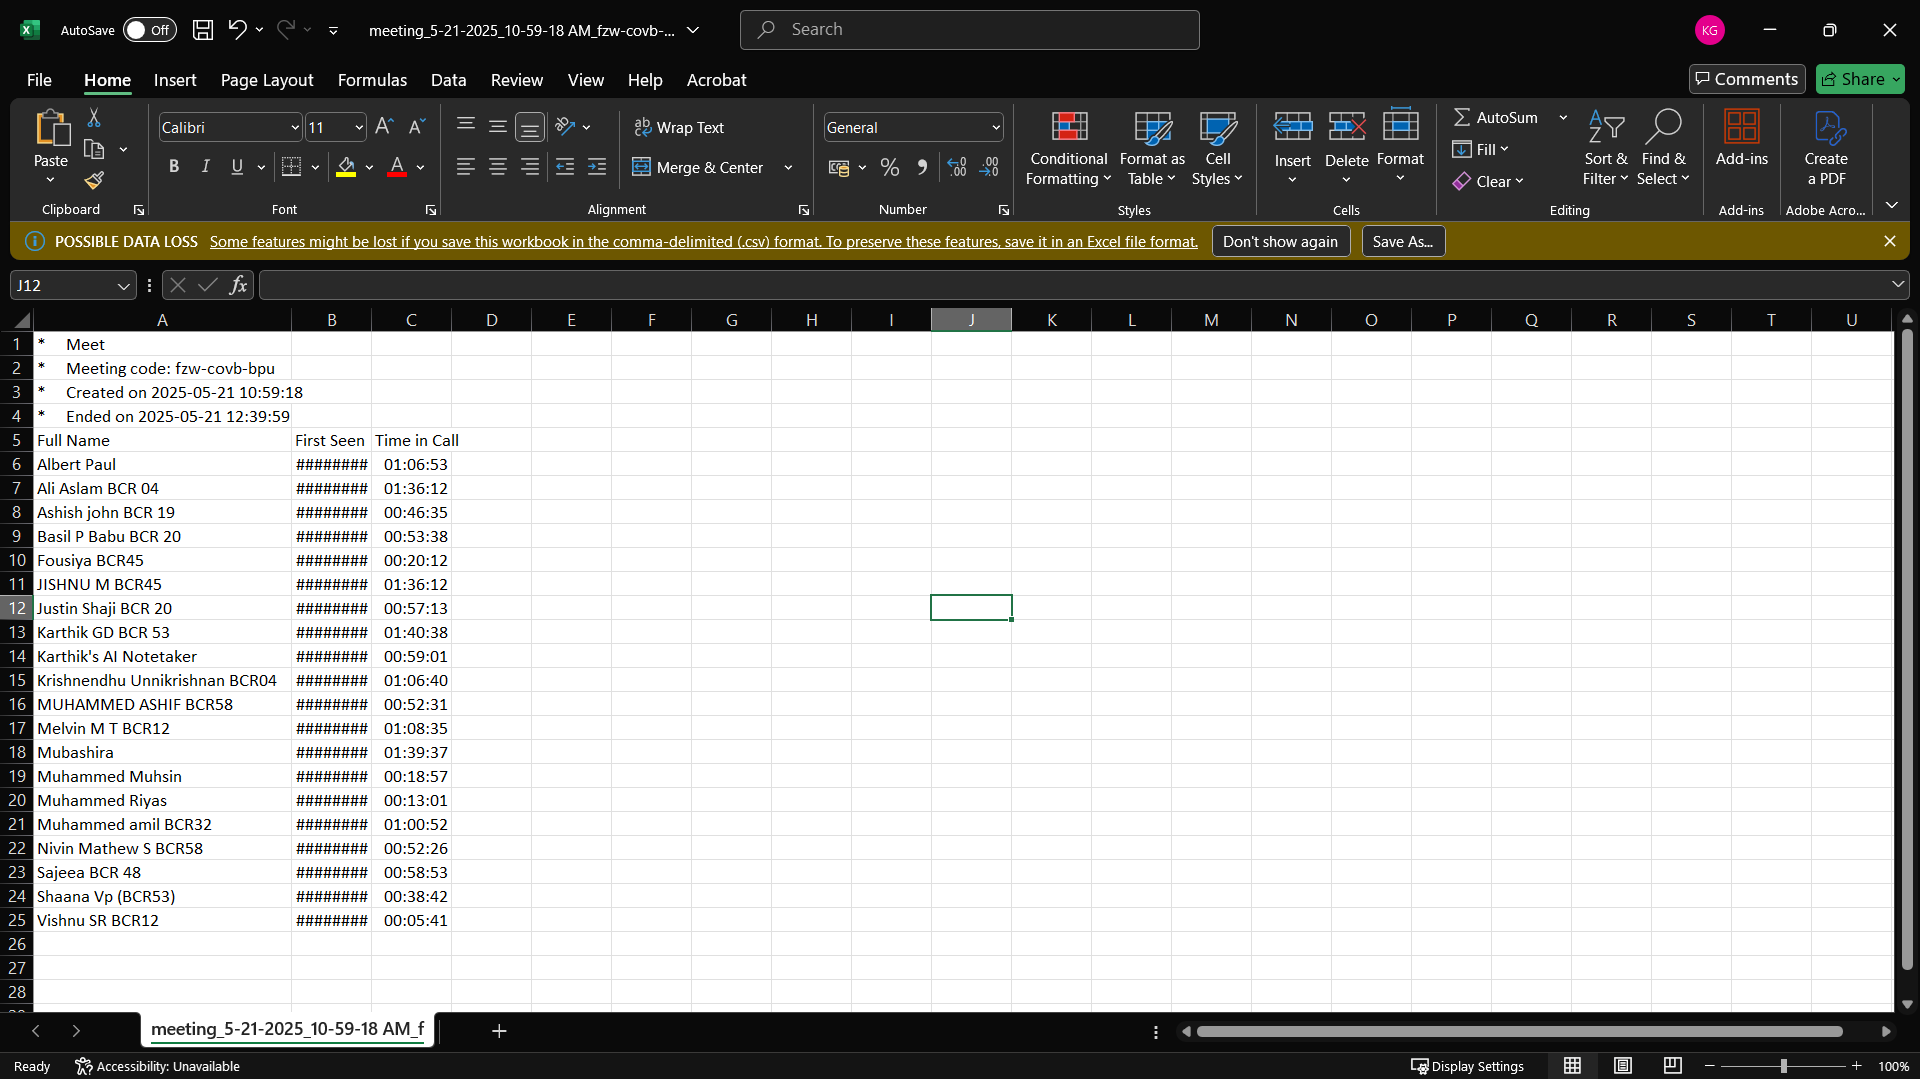 AutoSave Off meeting_5-21-2025_10-59-18 AM_fzw-covb-... Search KG
File Home Insert Page Layout Formulas Data Review View Help Acrobat Comments Share
Paste
Clipboard
Calibri 11
B I U A
Font
ab Wrap Text
Merge & Center
Alignment
General
% .00
Number
Conditional Formatting
Format as Table
Cell Styles
Styles
Insert
Delete
Format
Cells
AutoSum
Fill
Clear
Sort & Filter
Find & Select
Editing
Add-ins
Add-ins
Create a PDF
Adobe Acro...
POSSIBLE DATA LOSS Some features might be lost if you save this workbook in the comma-delimited (.csv) format. To preserve these features, save it in an Excel file format. Don't show again Save As...
J12 fx
A B C D E F G H I J K L M N O P Q R S T U
1 * Meet
2 * Meeting code: fzw-covb-bpu
3 * Created on 2025-05-21 10:59:18
4 * Ended on 2025-05-21 12:39:59
5 Full Name First Seen Time in Call
6 Albert Paul ######## 01:06:53
7 Ali Aslam BCR 04 ######## 01:36:12
8 Ashish john BCR 19 ######## 00:46:35
9 Basil P Babu BCR 20 ######## 00:53:38
10 Fousiya BCR45 ######## 00:20:12
11 JISHNU M BCR45 ######## 01:36:12
12 Justin Shaji BCR 20 ######## 00:57:13
13 Karthik GD BCR 53 ######## 01:40:38
14 Karthik's AI Notetaker ######## 00:59:01
15 Krishnendhu Unnikrishnan BCR04 ######## 01:06:40
16 MUHAMMED ASHIF BCR58 ######## 00:52:31
17 Melvin M T BCR12 ######## 01:08:35
18 Mubashira ######## 01:39:37
19 Muhammed Muhsin ######## 00:18:57
20 Muhammed Riyas ######## 00:13:01
21 Muhammed amil BCR32 ######## 01:00:52
22 Nivin Mathew S BCR58 ######## 00:52:26
23 Sajeea BCR 48 ######## 00:58:53
24 Shaana Vp (BCR53) ######## 00:38:42
25 Vishnu SR BCR12 ######## 00:05:41
26
27
28
meeting_5-21-2025_10-59-18 AM_f
Ready Accessibility: Unavailable Display Settings 100%